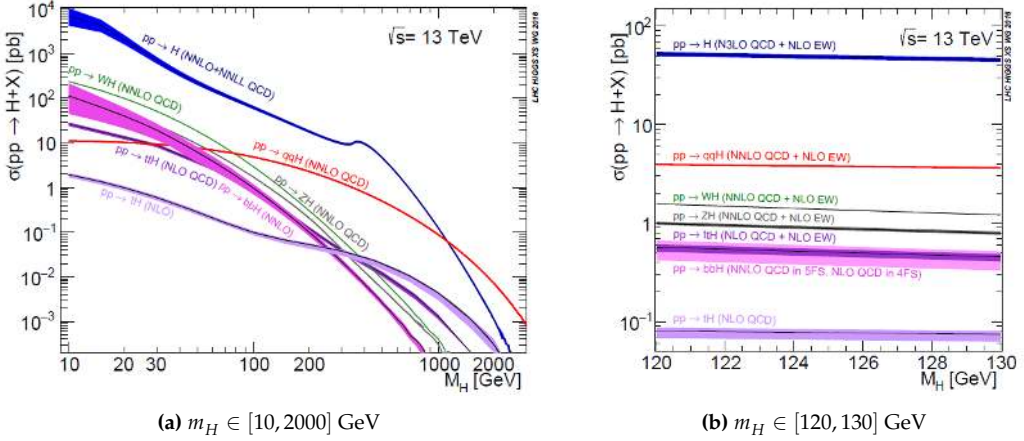 σ(pp → H+X) [pb]
10⁴
10³
10²
10
1
10⁻¹
10⁻²
10⁻³
√s= 13 TeV
LHC HIGGS XS WG 2016
pp → H (NNLO+NNLL QCD)
pp → WH (NNLO QCD)
pp → qqH (NNLO QCD)
pp → ttH (NLO QCD)
pp → bbH (NNLO)
pp → ZH (NNLO QCD)
pp → tH (NLO)
10 20 30 100 200 1000 2000
M_H [GeV]
(a) m_H ∈ [10, 2000] GeV
σ(pp → H+X) [pb]
10²
10
1
10⁻¹
√s= 13 TeV
LHC HIGGS XS WG 2016
pp → H (N3LO QCD + NLO EW)
pp → qqH (NNLO QCD + NLO EW)
pp → WH (NNLO QCD + NLO EW)
pp → ZH (NNLO QCD + NLO EW)
pp → ttH (NLO QCD + NLO EW)
pp → bbH (NNLO QCD in 5FS, NLO QCD in 4FS)
pp → tH (NLO QCD)
120 122 124 126 128 130
M_H [GeV]
(b) m_H ∈ [120, 130] GeV